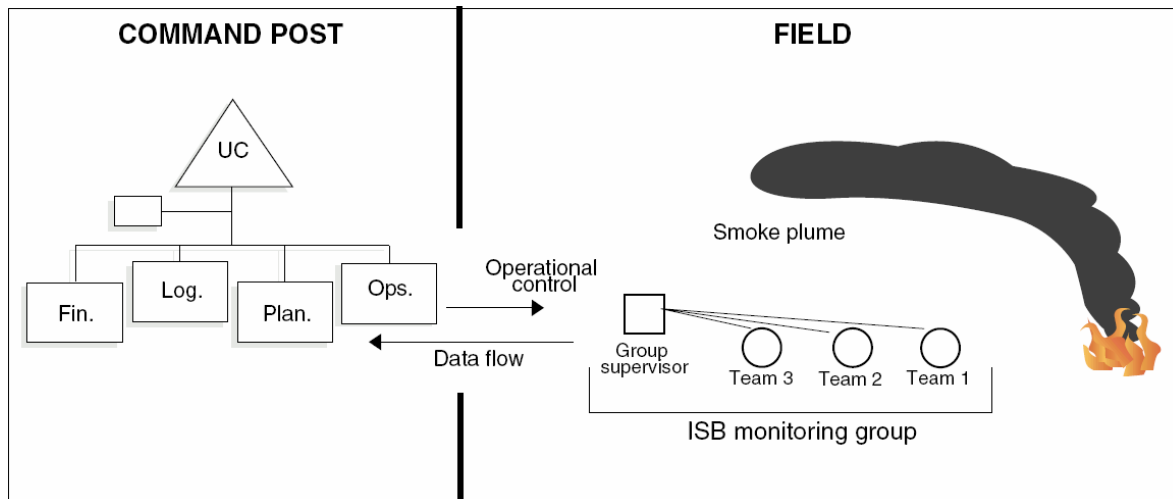 COMMAND POST
FIELD
UC
Fin.
Log.
Plan.
Ops.
Operational
control
Data flow
Smoke plume
Group
supervisor
Team 3
Team 2
Team 1
ISB monitoring group